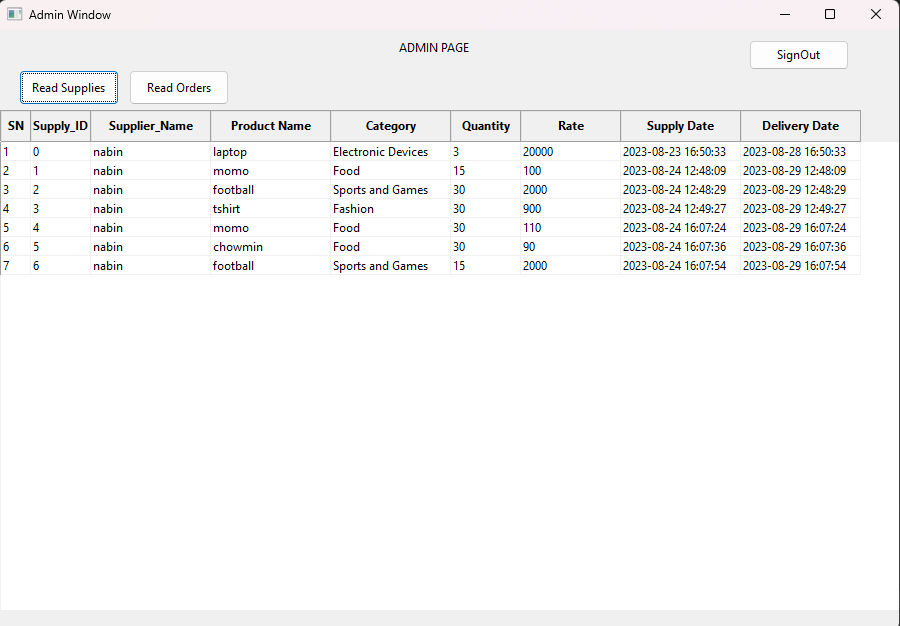 Admin Window
ADMIN PAGE
SignOut
Read Supplies Read Orders
SN Supply_ID Supplier_Name Product Name Category Quantity Rate Supply Date Delivery Date
1 0 nabin laptop Electronic Devices 3 20000 2023-08-23 16:50:33 2023-08-28 16:50:33
2 1 nabin momo Food 15 100 2023-08-24 12:48:09 2023-08-29 12:48:09
3 2 nabin football Sports and Games 30 2000 2023-08-24 12:48:29 2023-08-29 12:48:29
4 3 nabin tshirt Fashion 30 900 2023-08-24 12:49:27 2023-08-29 12:49:27
5 4 nabin momo Food 30 110 2023-08-24 16:07:24 2023-08-29 16:07:24
6 5 nabin chowmin Food 30 90 2023-08-24 16:07:36 2023-08-29 16:07:36
7 6 nabin football Sports and Games 15 2000 2023-08-24 16:07:54 2023-08-29 16:07:54